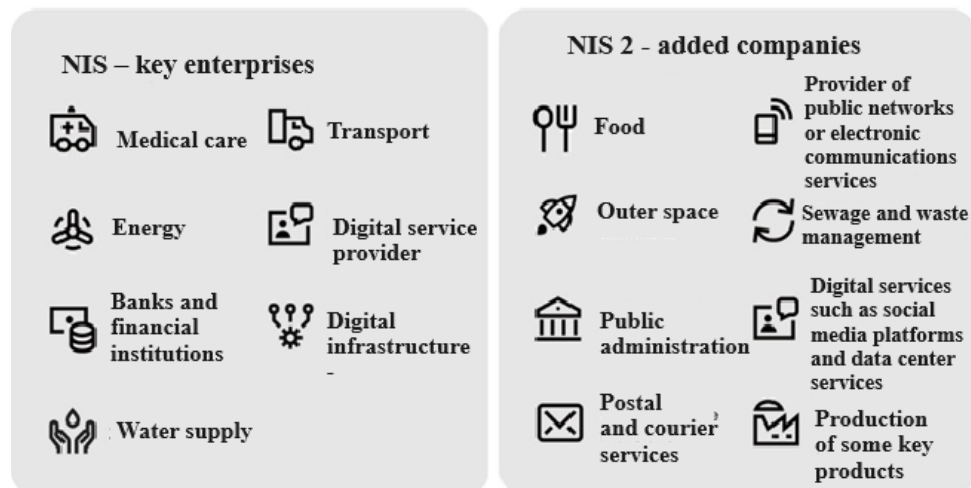 NIS – key enterprises
Medical care
Transport
Energy
Digital service
provider
Banks and
financial
institutions
Digital
infrastructure
-
Water supply
NIS 2 - added companies
Food
Provider of
public networks
or electronic
communications
services
Outer space
Sewage and waste
management
Public
administration
Digital services
such as social
media platforms
and data center
services
Postal
and courier
services
Production
of some key
products